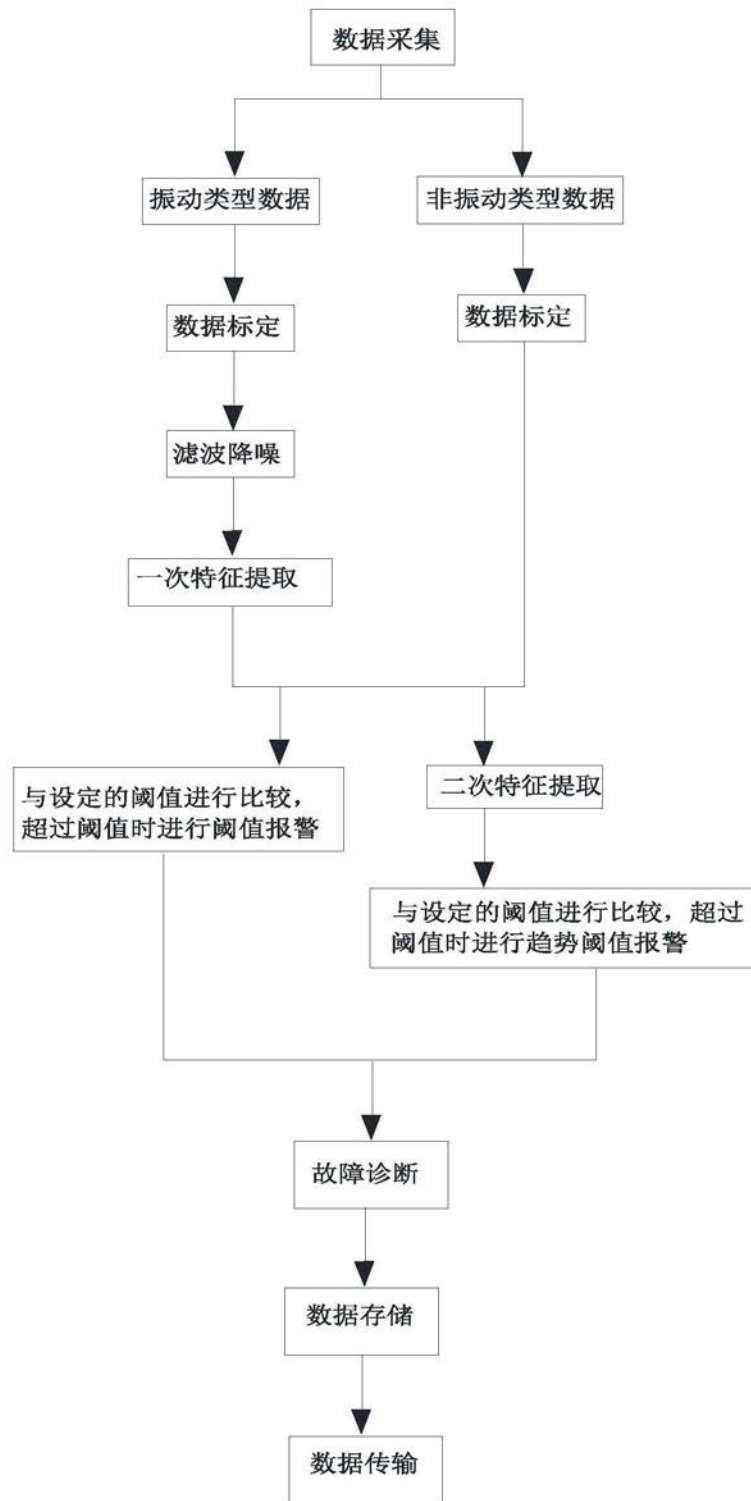 数据采集
振动类型数据
非振动类型数据
数据标定
数据标定
滤波降噪
一次特征提取
与设定的阈值进行比较,
超过阈值时进行阈值报警
二次特征提取
与设定的阈值进行比较，超过
阈值时进行趋势阈值报警
故障诊断
数据存储
数据传输